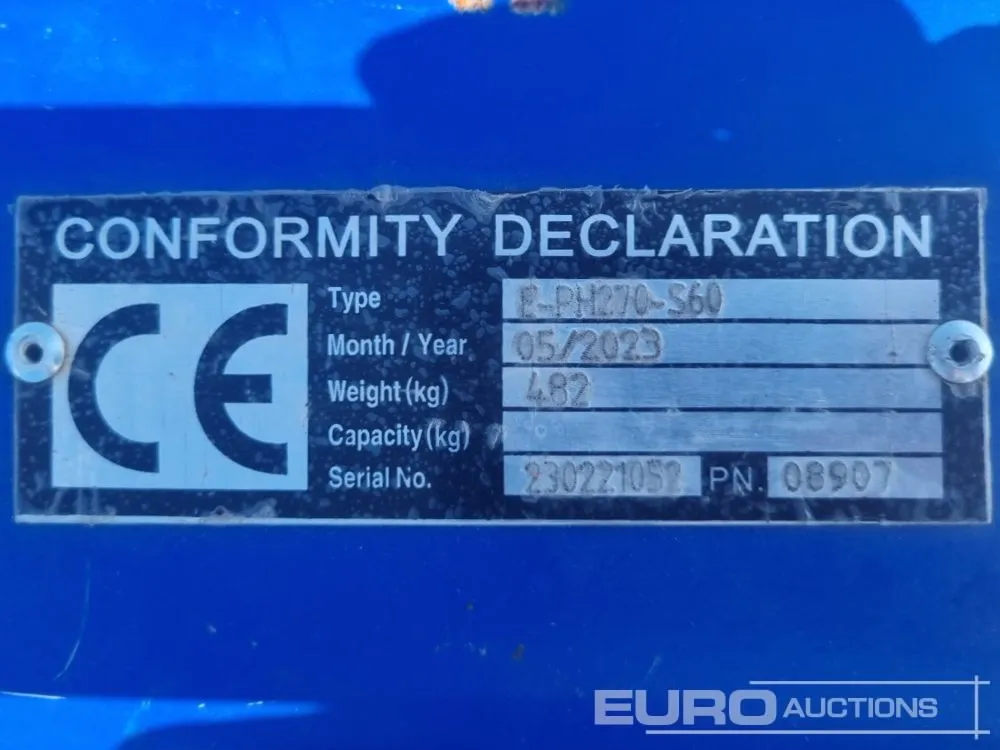 CONFORMITY DECLARATION
CE
Type E-PH270-S60
Month / Year 05/2023
Weight(kg) 482
Capacity(kg)
Serial No. 230221052 PN. 08907
EURO AUCTIONS